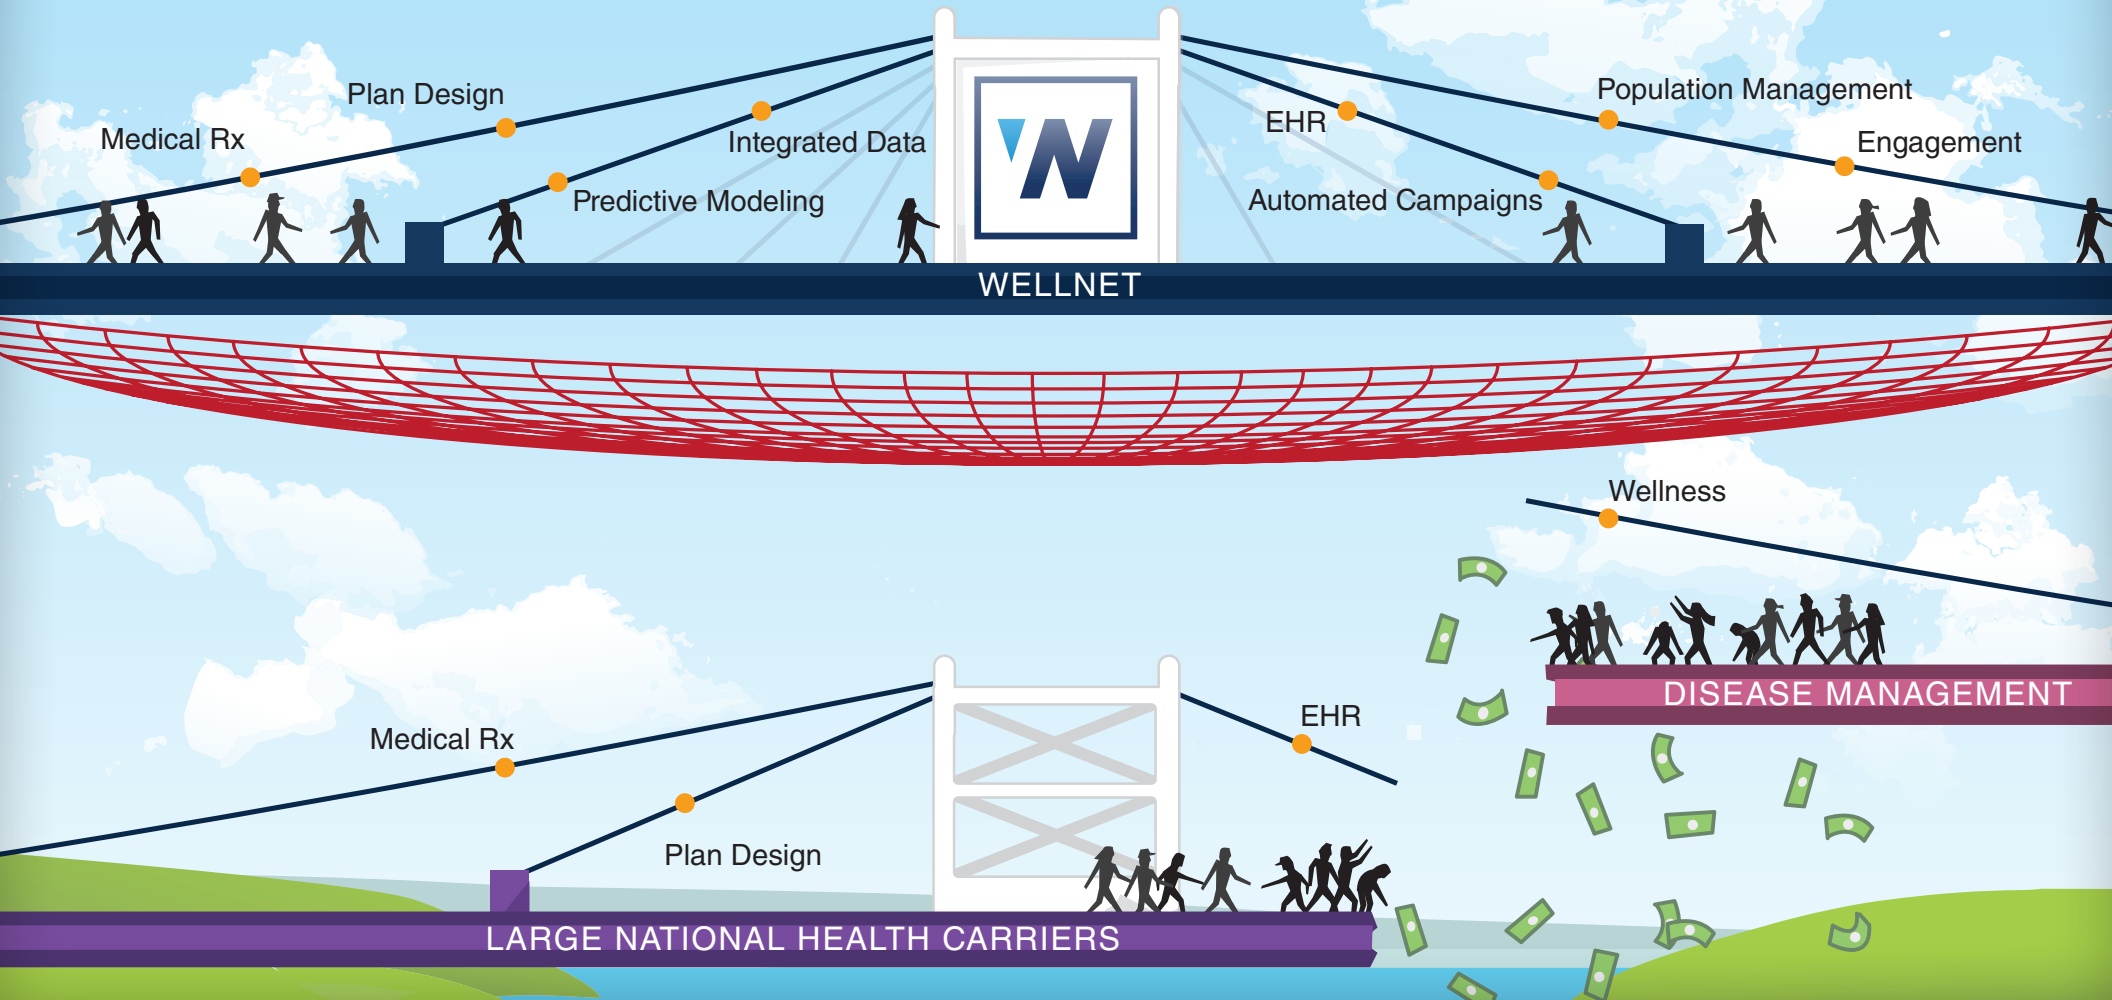 Plan Design
Medical Rx
Integrated Data
Predictive Modeling
Population Management
EHR
Engagement
Automated Campaigns
WELLNET
Wellness
DISEASE MANAGEMENT
Medical Rx
EHR
Plan Design
LARGE NATIONAL HEALTH CARRIERS